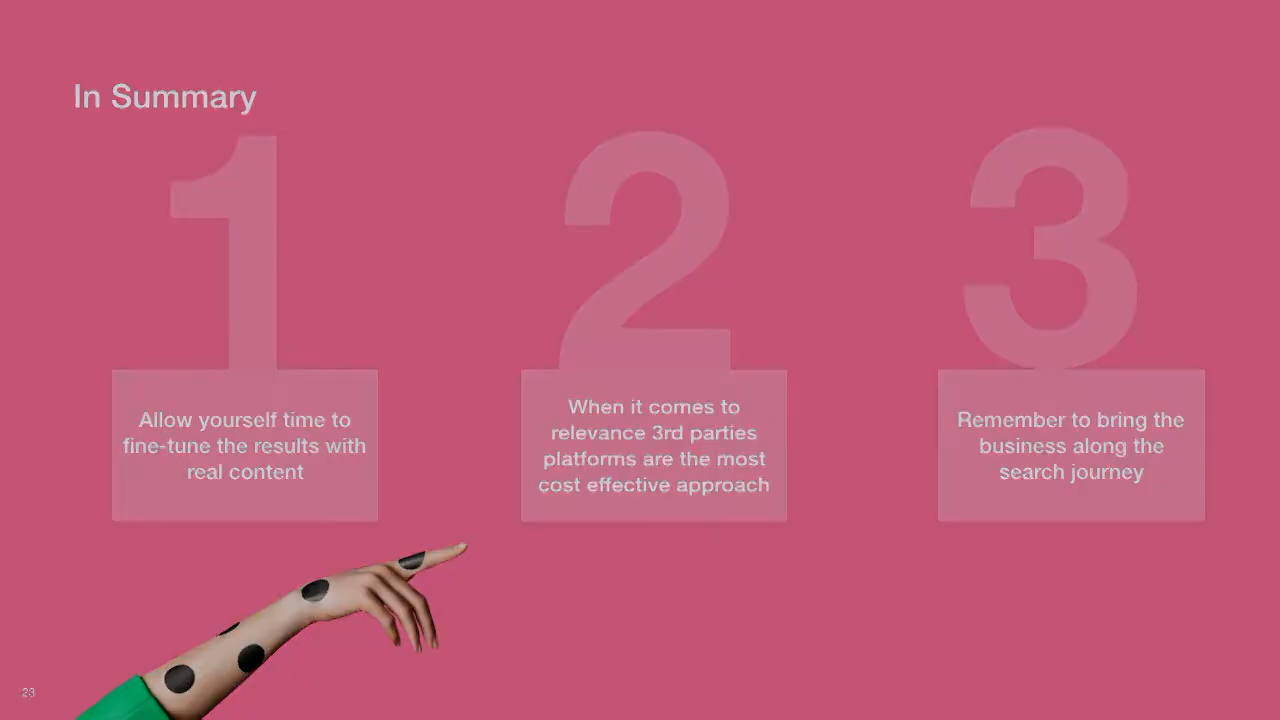 In Summary
1
Allow yourself time to
fine-tune the results with
real content
2
When it comes to
relevance 3rd parties
platforms are the most
cost effective approach
3
Remember to bring the
business along the
search journey